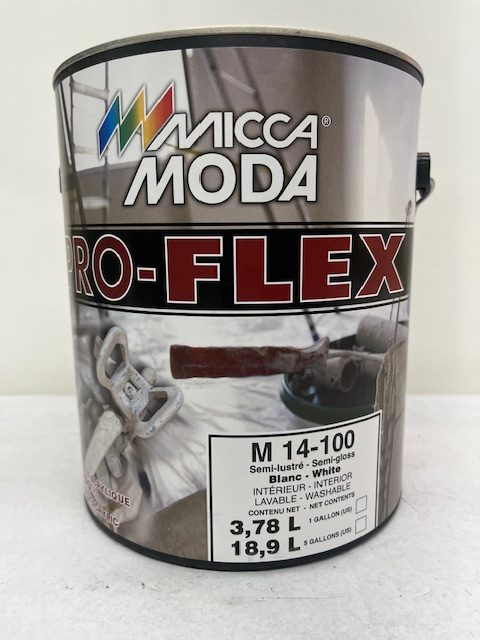 MICCA®
MODA
PRO-FLEX
M 14-100
Semi-lustré - Semi-gloss
Blanc - White
INTÉRIEUR - INTERIOR
LAVABLE - WASHABLE
CONTENU NET - NET CONTENTS
3,78 L 1 GALLON (US)
18,9 L 5 GALLONS (US)